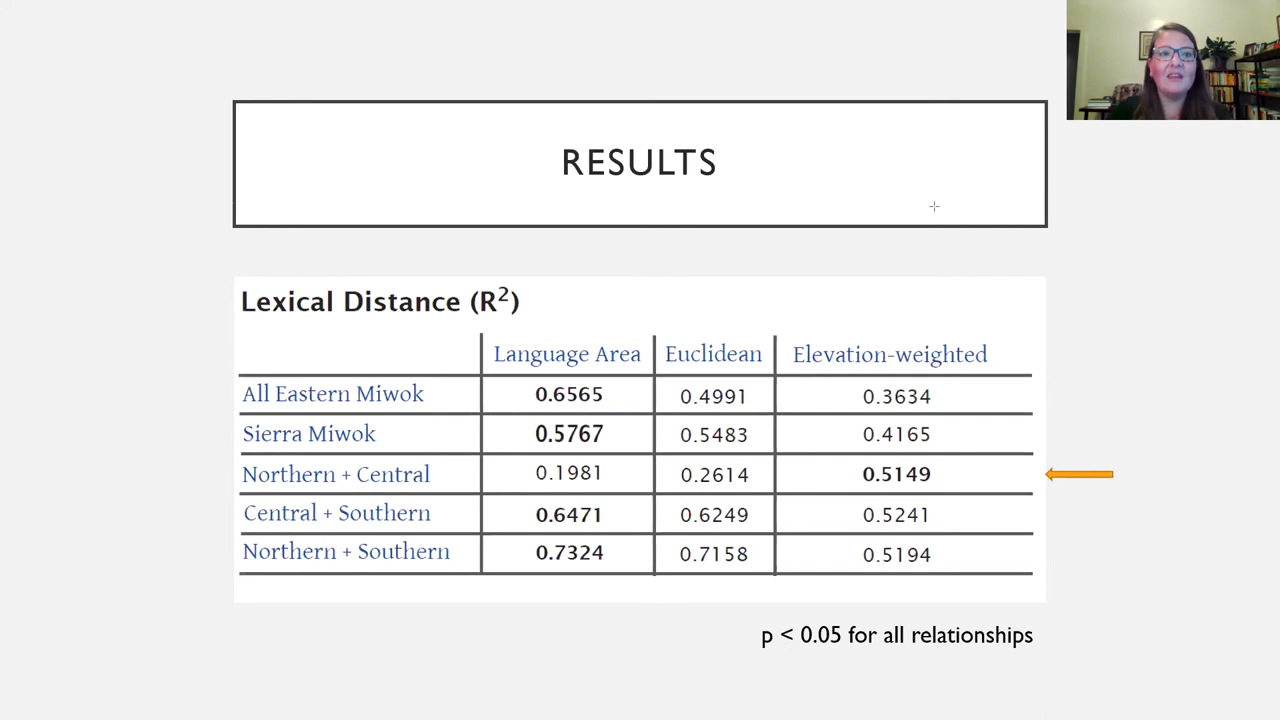 RESULTS
Lexical Distance (R²)
Language Area Euclidean Elevation-weighted
All Eastern Miwok 0.6565 0.4991 0.3634
Sierra Miwok 0.5767 0.5483 0.4165
Northern + Central 0.1981 0.2614 0.5149
Central + Southern 0.6471 0.6249 0.5241
Northern + Southern 0.7324 0.7158 0.5194
p < 0.05 for all relationships